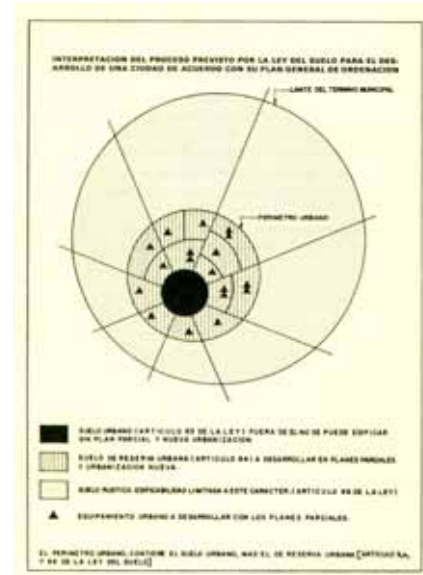 INTERPRETACION DEL PROCESO PREVISTO POR LA LEY DEL SUELO PARA EL DES-
ARROLLO DE UNA CIUDAD DE ACUERDO CON SU PLAN GENERAL DE ORDENACION
LIMITE DEL TERMINO MUNICIPAL
PERIMETRO URBANO
SUELO URBANO (ARTICULO 63 DE LA LEY) FUERA DE EL NO SE PUEDE EDIFICAR
SIN PLAN PARCIAL Y NUEVA URBANIZACION
SUELO DE RESERVA URBANA (ARTICULO A DESARROLLAR EN PLANES PARCIALES
Y URBANIZACION NUEVA.
SUELO RUSTICO. EDIFICABILIDAD LIMITADA A ESTE CARACTER. (ARTICULO DE LA LEY)
EQUIPAMIENTO URBANO A DESARROLLAR CON LOS PLANES PARCIALES.
EL PERIMETRO URBANO, CONTIENE EL SUELO URBANO, MAS EL DE RESERVA URBANA [ARTICULO
Y DE LA LEY DEL SUELO]